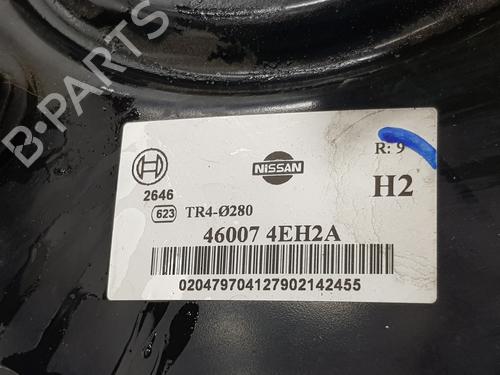 B-PARTS
NISSAN
R: 9
2646
H2
623 TR4-Ø280
46007 4EH2A
020479704127902142455